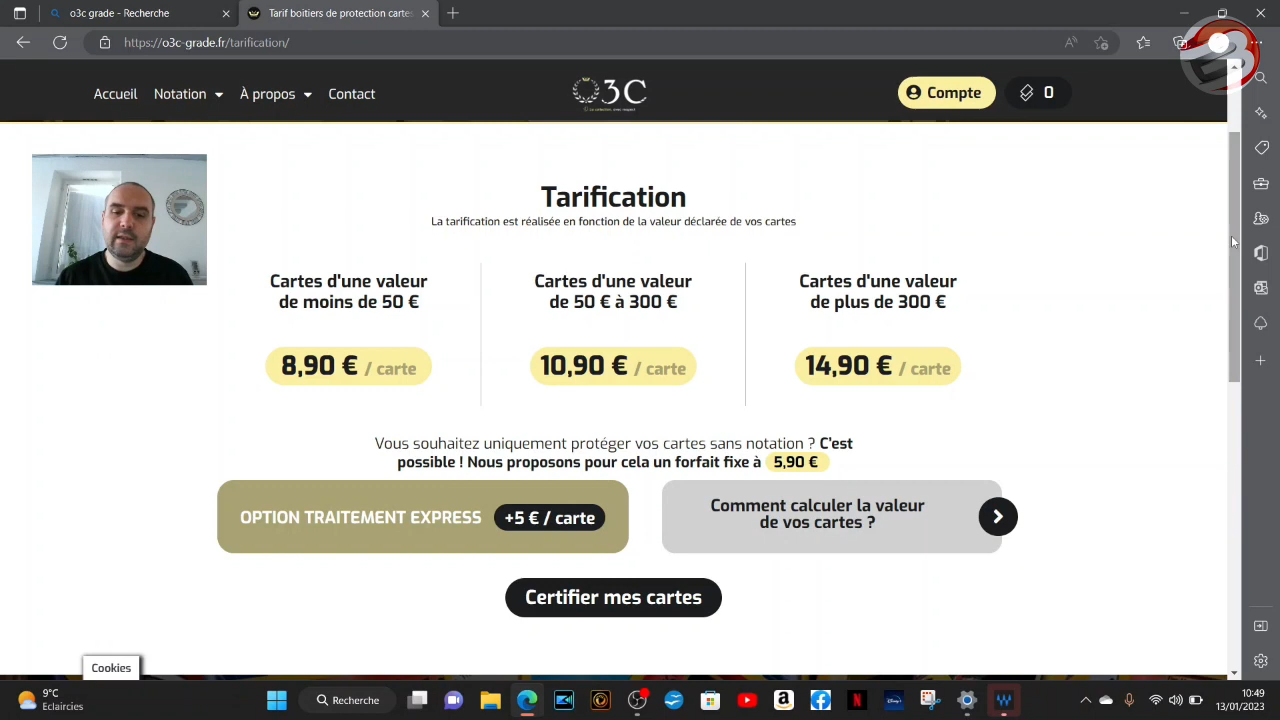 o3c grade - Recherche
Tarif boitiers de protection cartes
https://o3c-grade.fr/tarification/
Accueil
Notation
À propos
Contact
O3C
Compte
0
Tarification
La tarification est réalisée en fonction de la valeur déclarée de vos cartes
Cartes d'une valeur
de moins de 50 €
8,90 € / carte
Cartes d'une valeur
de 50 € à 300 €
10,90 € / carte
Cartes d'une valeur
de plus de 300 €
14,90 € / carte
Vous souhaitez uniquement protéger vos cartes sans notation ? C'est
possible ! Nous proposons pour cela un forfait fixe à 5,90 €
OPTION TRAITEMENT EXPRESS +5 € / carte
Comment calculer la valeur
de vos cartes ?
Certifier mes cartes
Cookies
9°C
Eclaircies
Recherche
10:49
13/01/2023